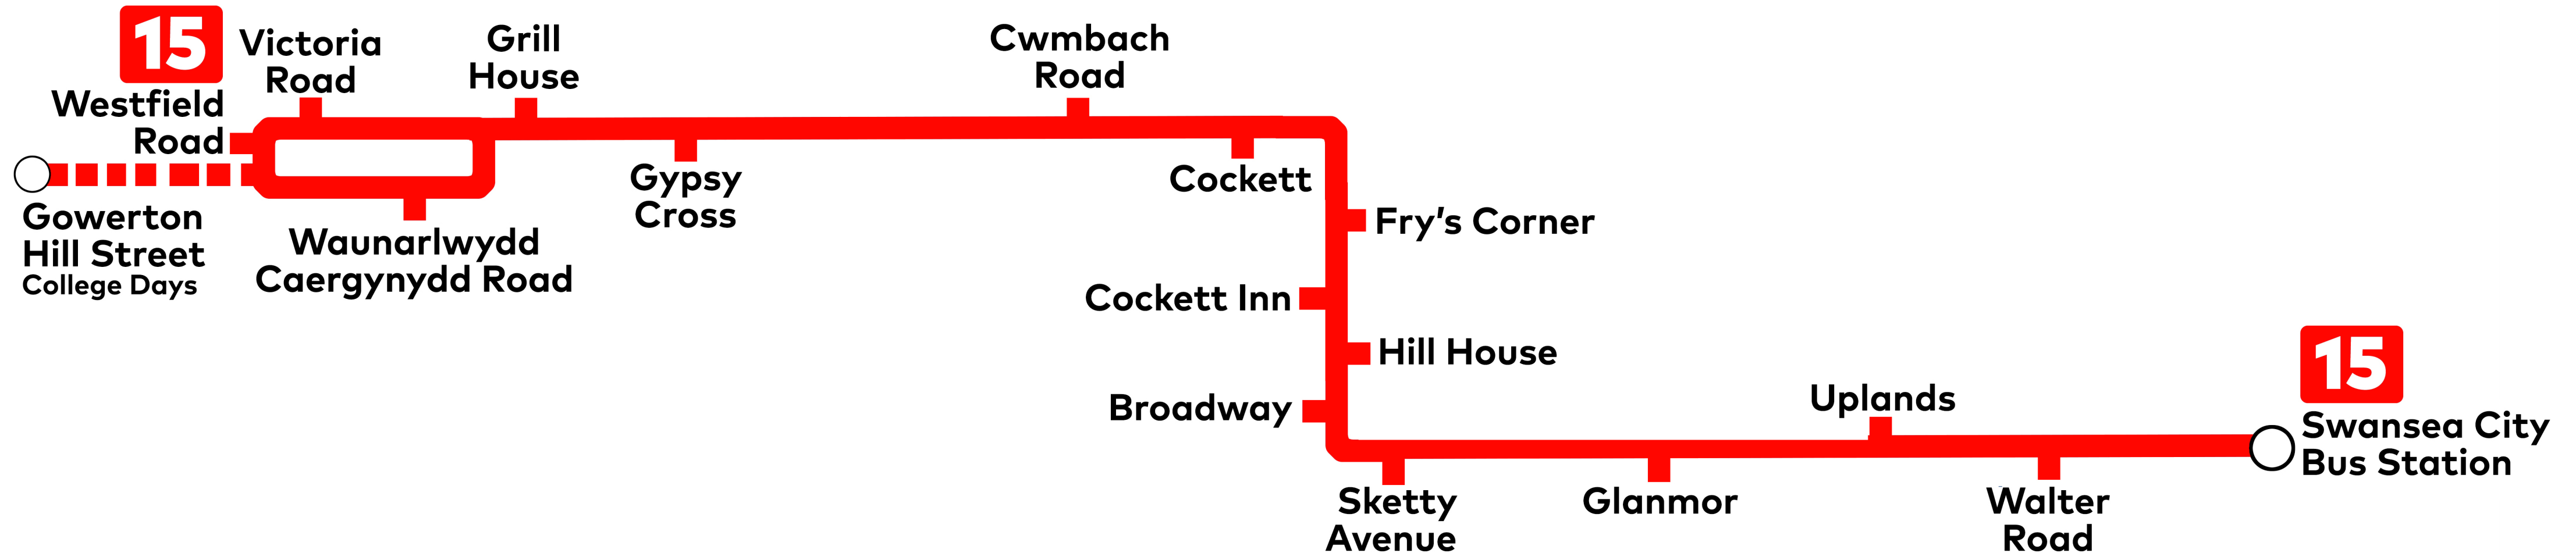 15
Victoria
Road
Grill
House
Cwmbach
Road
Westfield
Road
Gowerton
Hill Street
College Days
Waunarlwydd
Caergynydd Road
Gypsy
Cross
Cockett
Fry's Corner
Cockett Inn
Hill House
Broadway
Sketty
Avenue
Glanmor
Uplands
Walter
Road
15
Swansea City
Bus Station